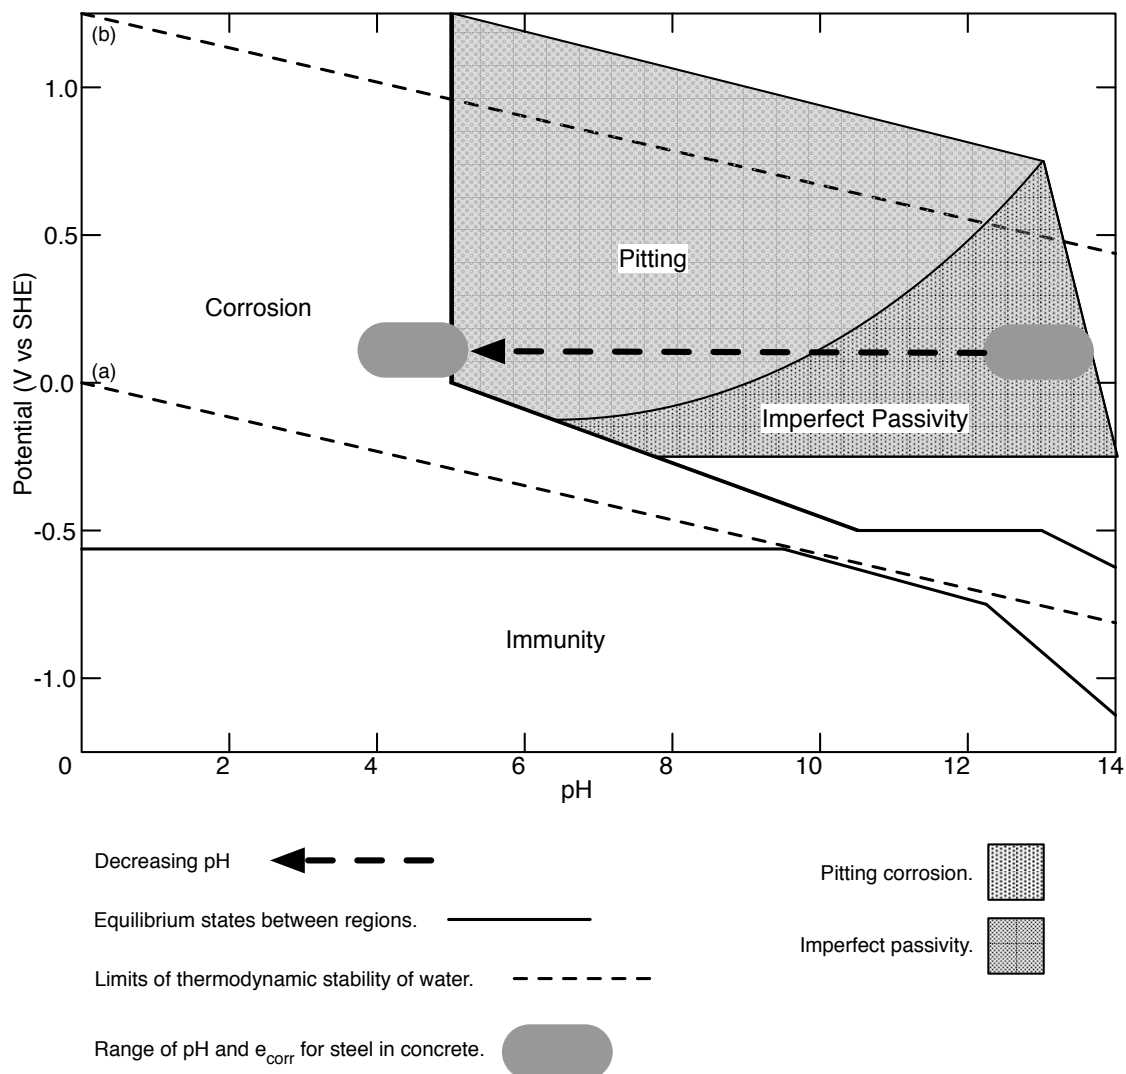 (b)
1.0
0.5
Pitting
Corrosion
(a)
0.0
Imperfect Passivity
-0.5
Immunity
-1.0
Potential (V vs SHE)
0 2 4 6 8 10 12 14
pH
Decreasing pH
Pitting corrosion.
Equilibrium states between regions.
Imperfect passivity.
Limits of thermodynamic stability of water.
Range of pH and ecorr for steel in concrete.